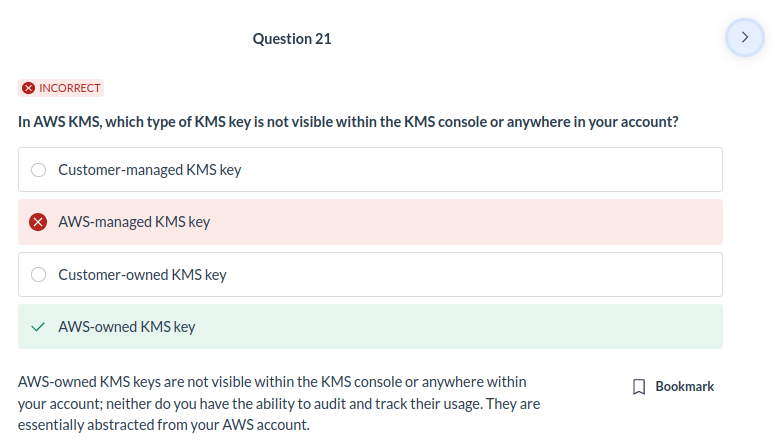 Question 21
INCORRECT
In AWS KMS, which type of KMS key is not visible within the KMS console or anywhere in your account?
Customer-managed KMS key
AWS-managed KMS key
Customer-owned KMS key
AWS-owned KMS key
AWS-owned KMS keys are not visible within the KMS console or anywhere within
your account; neither do you have the ability to audit and track their usage. They are
essentially abstracted from your AWS account.
Bookmark